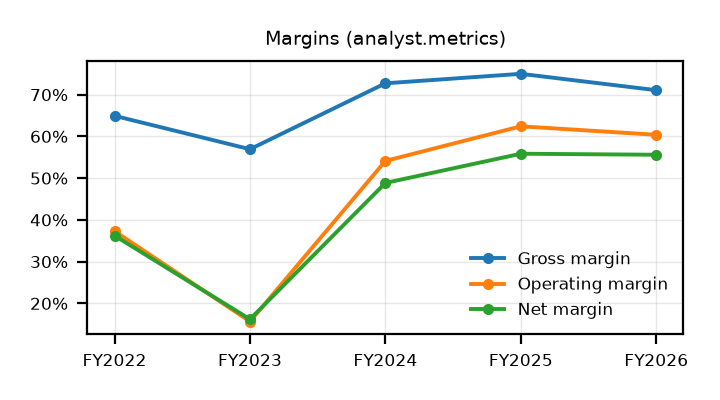 Margins (analyst.metrics)
70%
60%
50%
40%
30%
20%
Gross margin
Operating margin
Net margin
FY2022 FY2023 FY2024 FY2025 FY2026